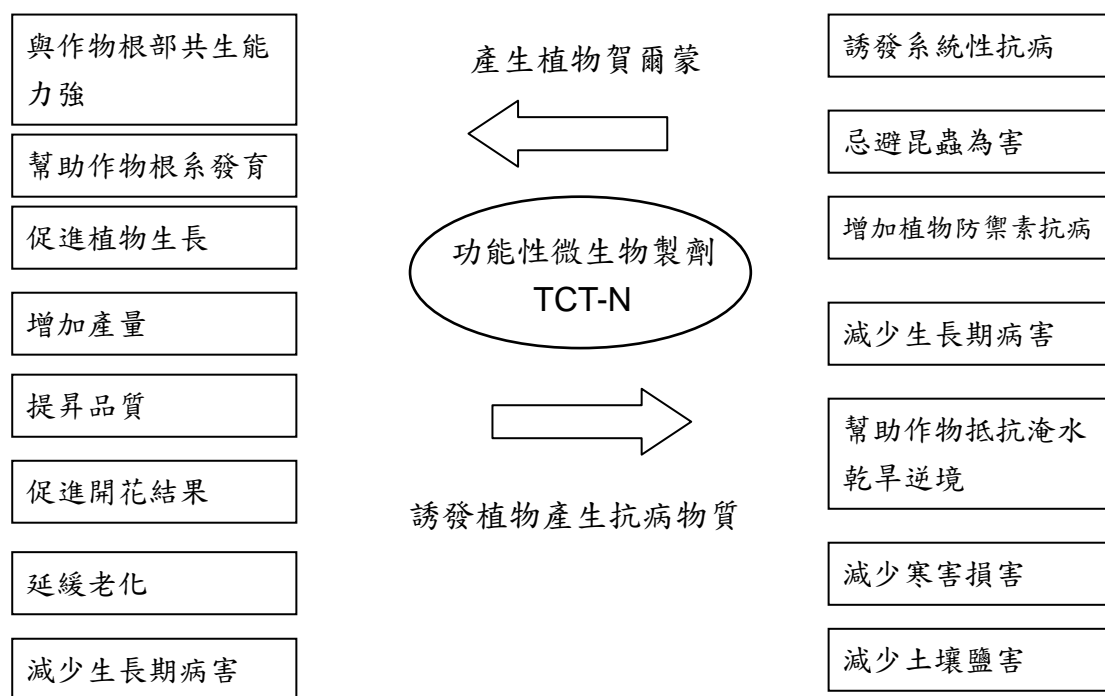 與作物根部共生能
力強
幫助作物根系發育
促進植物生長
增加產量
提昇品質
促進開花結果
延緩老化
減少生長期病害
產生植物賀爾蒙
功能性微生物製劑
TCT-N
誘發植物產生抗病物質
誘發系統性抗病
忌避昆蟲為害
增加植物防禦素抗病
減少生長期病害
幫助作物抵抗淹水
乾旱逆境
減少寒害損害
減少土壤鹽害